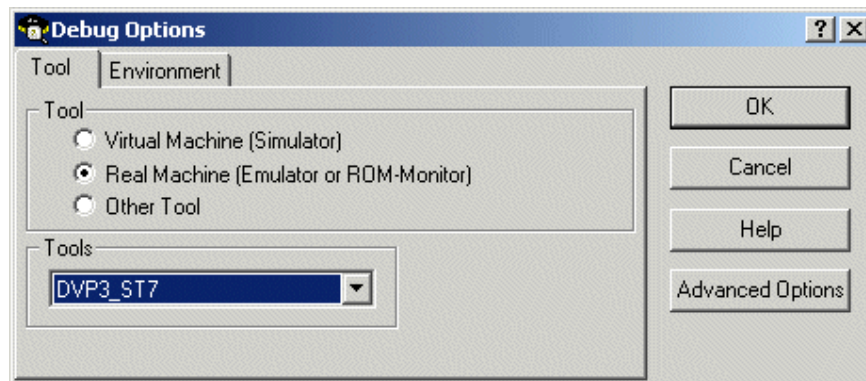 Debug Options
Tool Environment
Tool
Virtual Machine (Simulator)
Real Machine (Emulator or ROM-Monitor)
Other Tool
Tools
DVP3_ST7
OK
Cancel
Help
Advanced Options